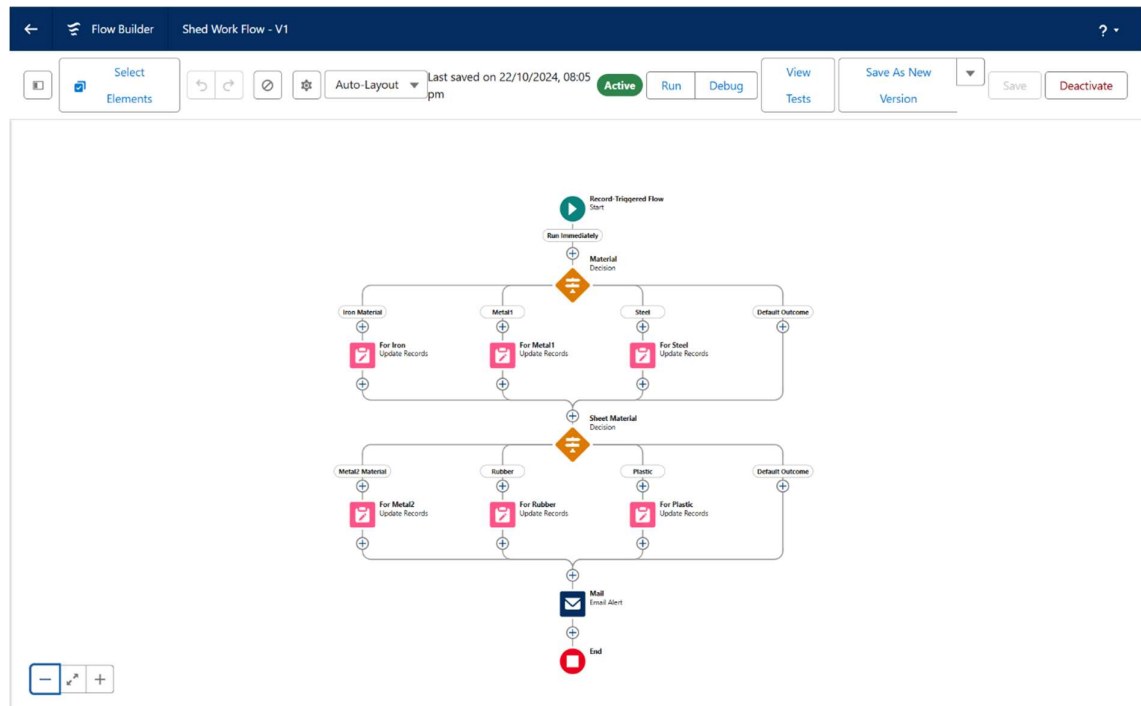 Flow Builder
Shed Work Flow - V1
?
Select
Elements
Auto-Layout
Last saved on 22/10/2024, 08:05
pm
Active
Run
Debug
View
Tests
Save As New
Version
Save
Deactivate
Record-Triggered Flow
Start
Run Immediately
Material
Decision
Iron Material
Metal1
Steel
Default Outcome
For Iron
Update Records
For Metal1
Update Records
For Steel
Update Records
Sheet Material
Decision
Metal2 Material
Rubber
Plastic
Default Outcome
For Metal2
Update Records
For Rubber
Update Records
For Plastic
Update Records
Mail
Email Alert
End